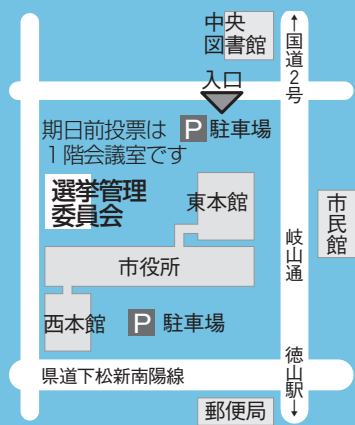 中央
図書館
↑国道2号
入口
期日前投票は
1階会議室です
P 駐車場
選挙管理
委員会
東本館
市民館
岐山通
市役所
西本館
P 駐車場
徳山駅↓
県道下松新南陽線
郵便局